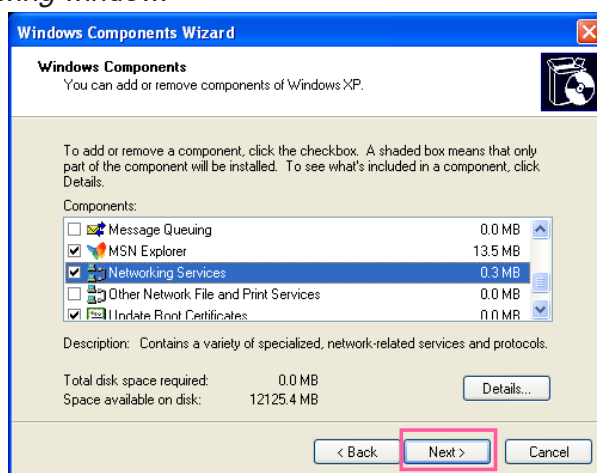 Windows Components Wizard
Windows Components
You can add or remove components of Windows XP.
To add or remove a component, click the checkbox. A shaded box means that only
part of the component will be installed. To see what's included in a component, click
Details.
Components:
Message Queuing 0.0 MB
MSN Explorer 13.5 MB
Networking Services 0.3 MB
Other Network File and Print Services 0.0 MB
Update Root Certificates 0.0 MB
Description: Contains a variety of specialized, network-related services and protocols.
Total disk space required: 0.0 MB
Space available on disk: 12125.4 MB
Details...
< Back Next > Cancel